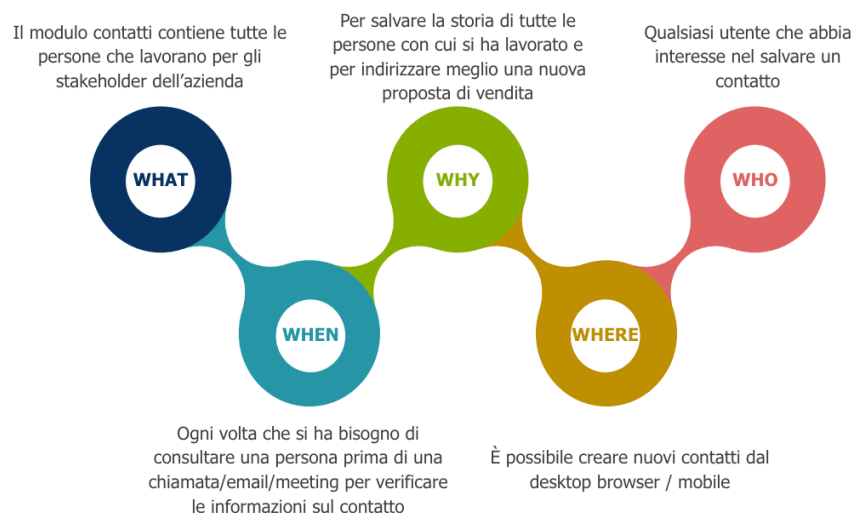 Il modulo contatti contiene tutte le
persone che lavorano per gli
stakeholder dell'azienda
WHAT
Ogni volta che si ha bisogno di
consultare una persona prima di una
chiamata/email/meeting per verificare
le informazioni sul contatto
WHEN
Per salvare la storia di tutte le
persone con cui si ha lavorato e
per indirizzare meglio una nuova
proposta di vendita
WHY
È possibile creare nuovi contatti dal
desktop browser / mobile
WHERE
Qualsiasi utente che abbia
interesse nel salvare un
contatto
WHO